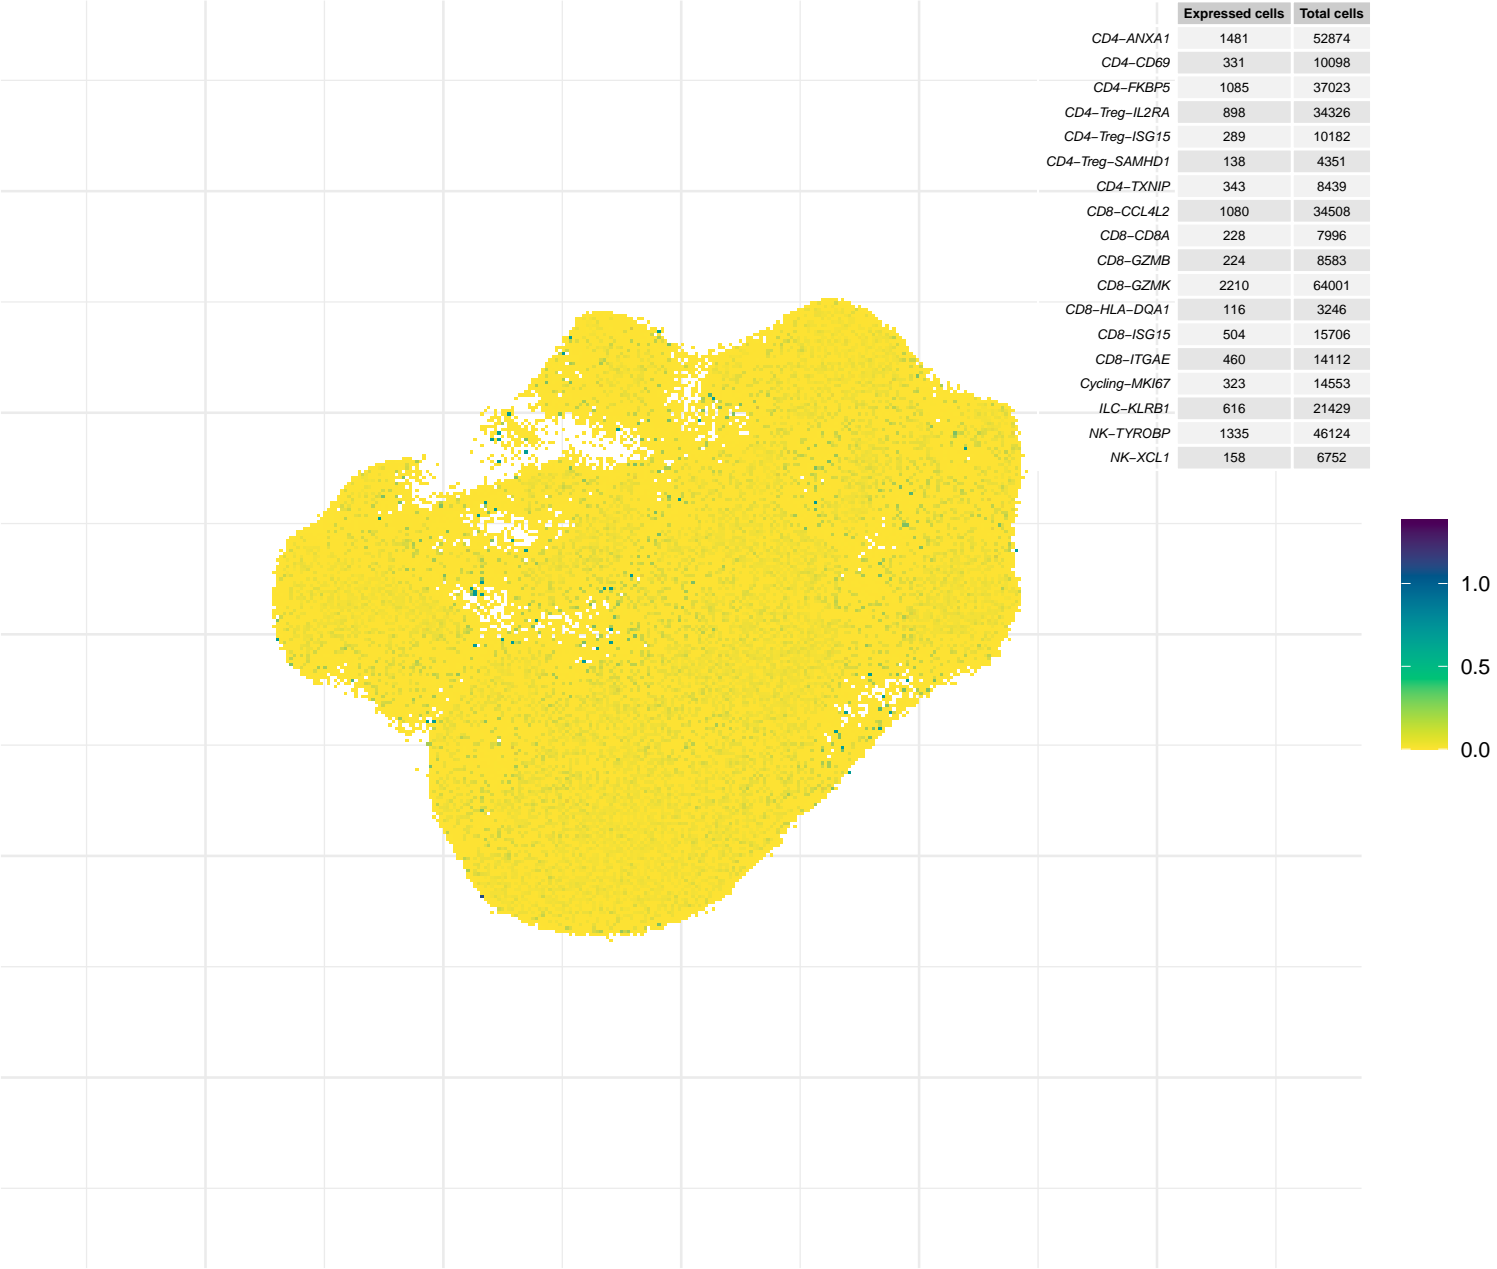 Expressed cells Total cells
CD4−ANXA1 1481 52874
CD4−CD69 331 10098
CD4−FKBP5 1085 37023
CD4−Treg−IL2RA 898 34326
CD4−Treg−ISG15 289 10182
CD4−Treg−SAMHD1 138 4351
CD4−TXNIP 343 8439
CD8−CCL4L2 1080 34508
CD8−CD8A 228 7996
CD8−GZMB 224 8583
CD8−GZMK 2210 64001
CD8−HLA−DQA1 116 3246
CD8−ISG15 504 15706
CD8−ITGAE 460 14112
Cycling−MKI67 323 14553
ILC−KLRB1 616 21429
NK−TYROBP 1335 46124
NK−XCL1 158 6752
1.0
0.5
0.0